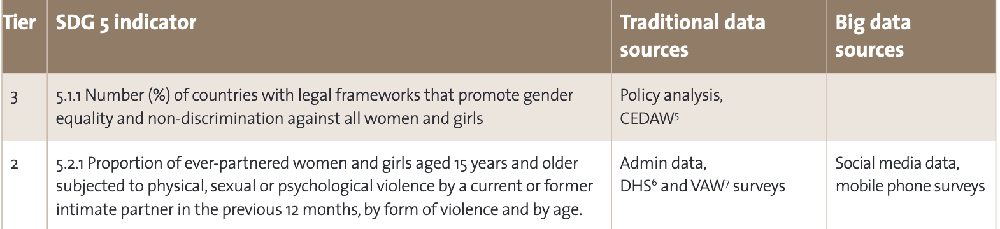 Tier SDG 5 indicator Traditional data sources Big data sources
3 5.1.1 Number (%) of countries with legal frameworks that promote gender
equality and non-discrimination against all women and girls
Policy analysis,
CEDAW⁵
2 5.2.1 Proportion of ever-partnered women and girls aged 15 years and older
subjected to physical, sexual or psychological violence by a current or former
intimate partner in the previous 12 months, by form of violence and by age.
Admin data,
DHS⁶ and VAW⁷ surveys
Social media data,
mobile phone surveys